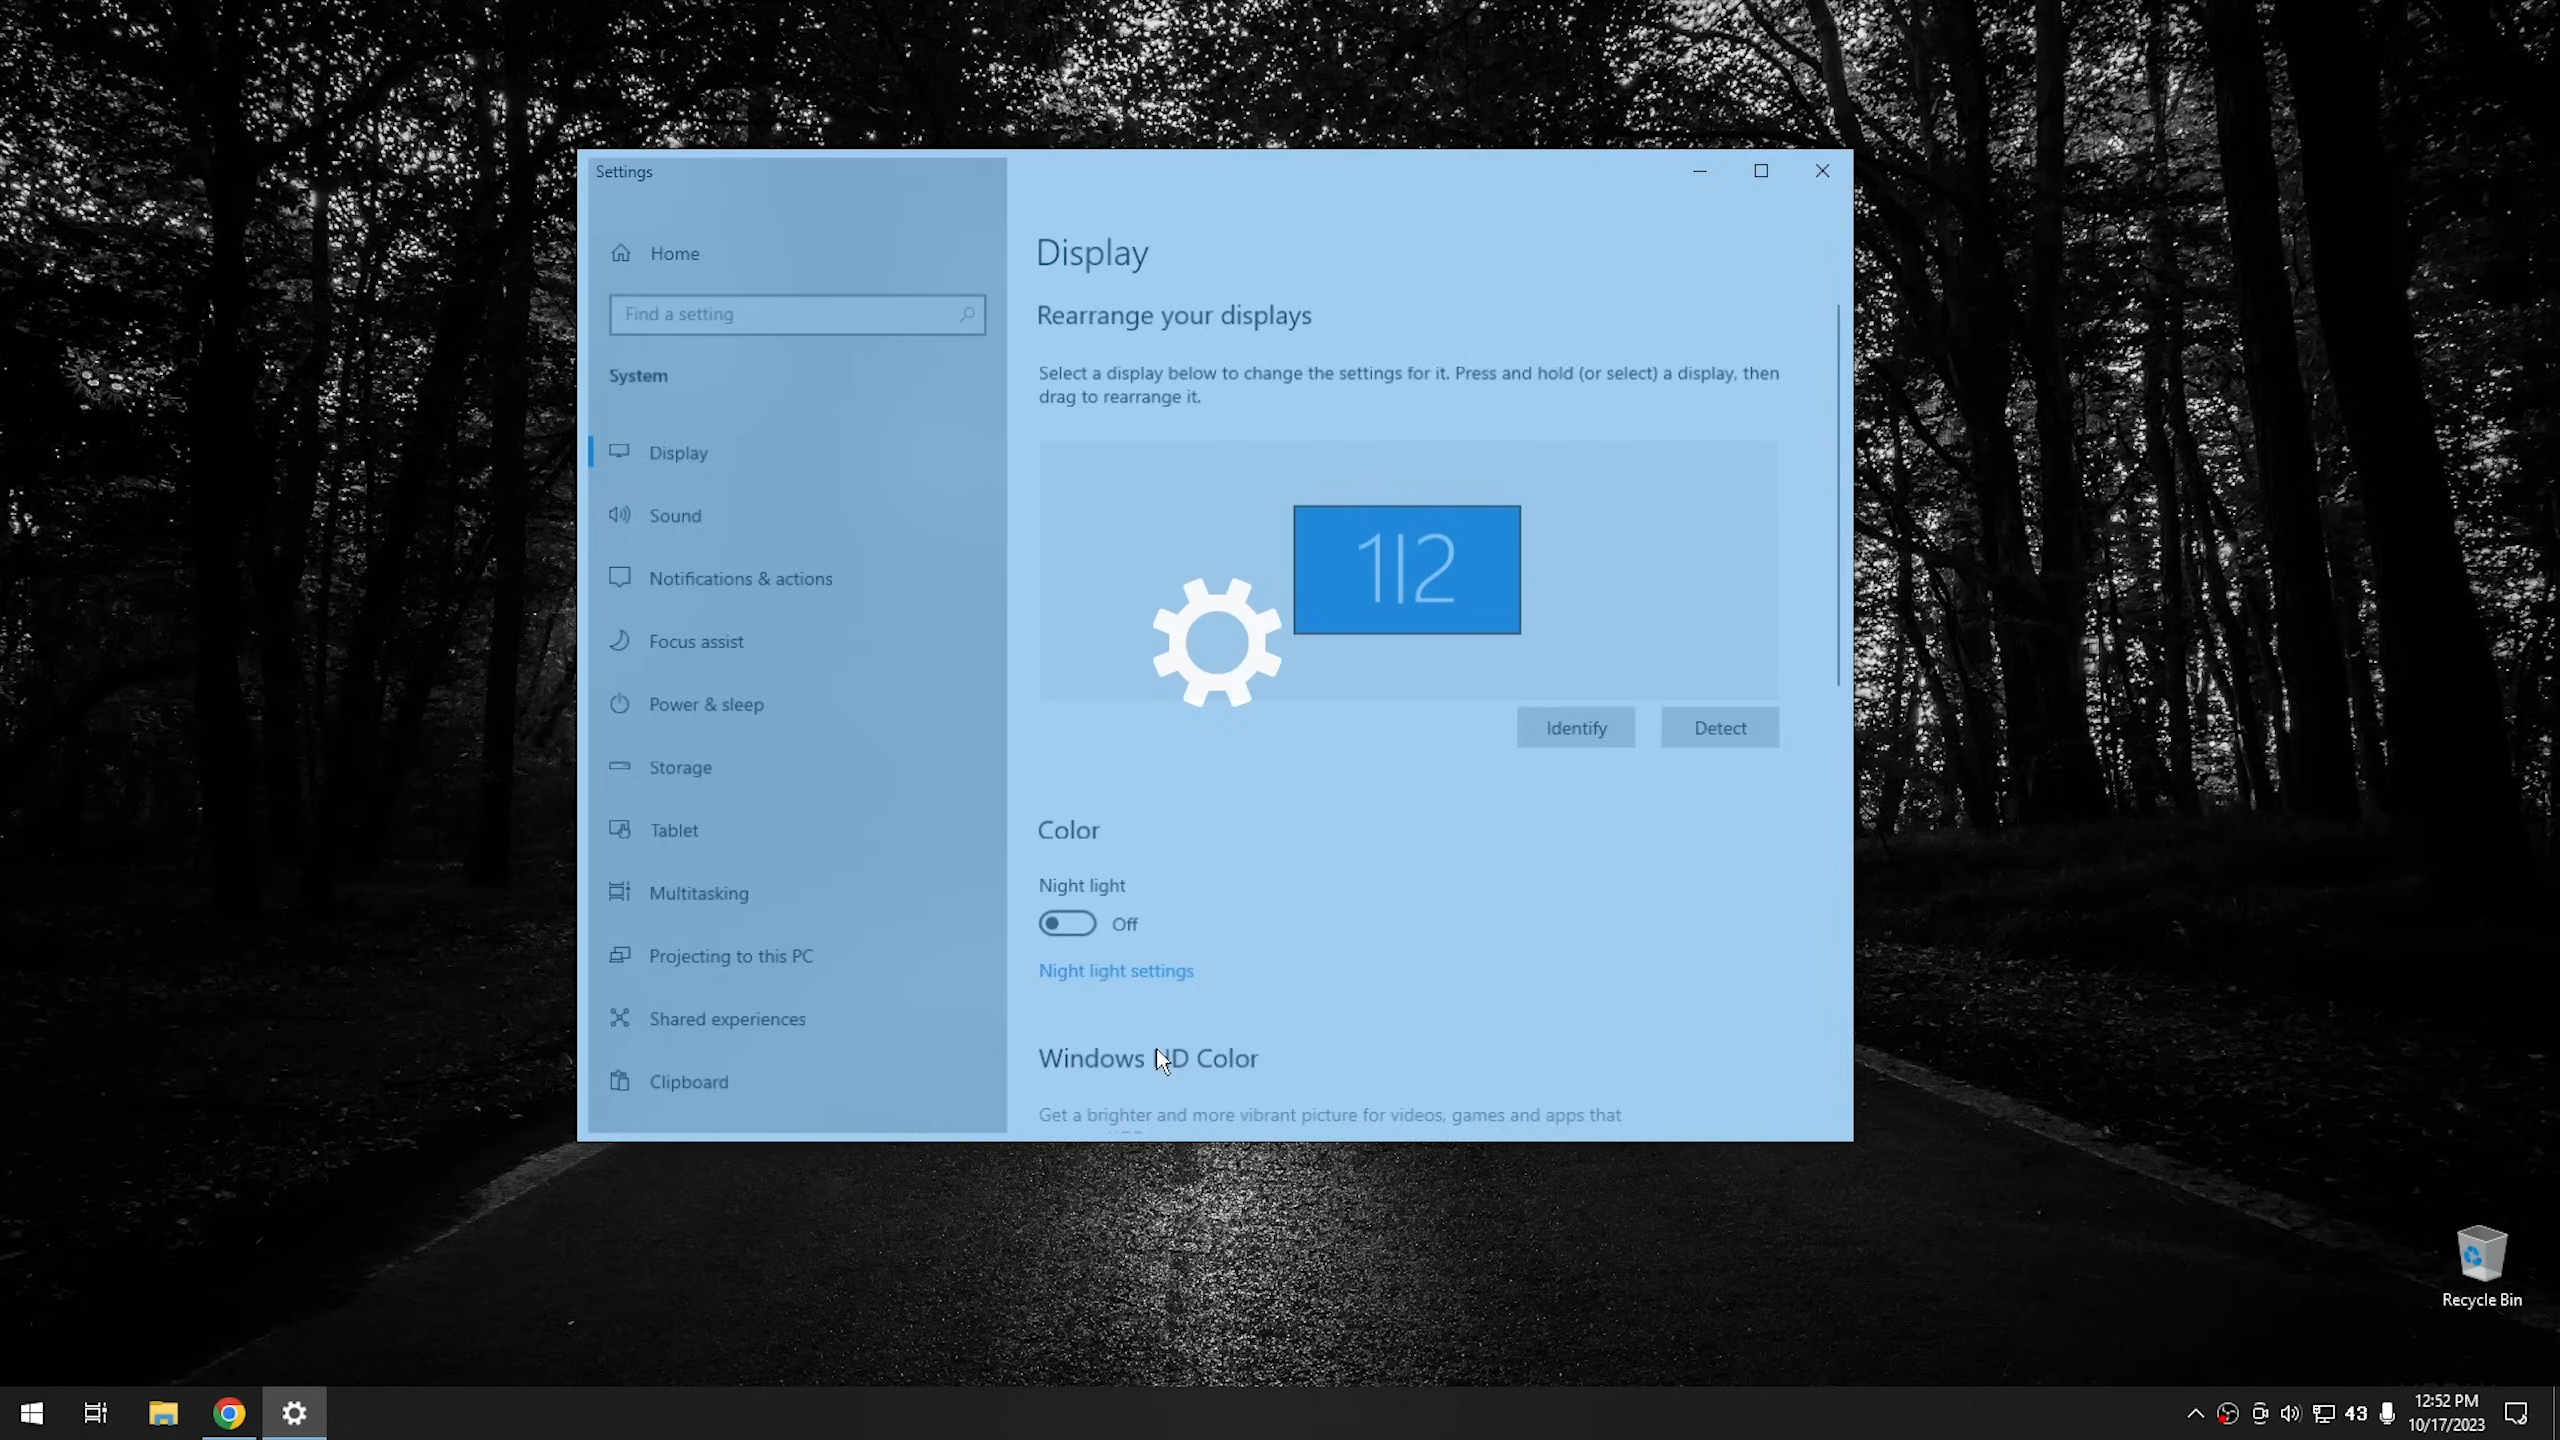 Settings
Home
Find a setting
System
Display
Sound
Notifications & actions
Focus assist
Power & sleep
Storage
Tablet
Multitasking
Projecting to this PC
Shared experiences
Clipboard
Display
Rearrange your displays
Select a display below to change the settings for it. Press and hold (or select) a display, then
drag to rearrange it.
1|2
Identify
Detect
Color
Night light
Off
Night light settings
Windows HD Color
Get a brighter and more vibrant picture for videos, games and apps that
Recycle Bin
43
12:52 PM
10/17/2023